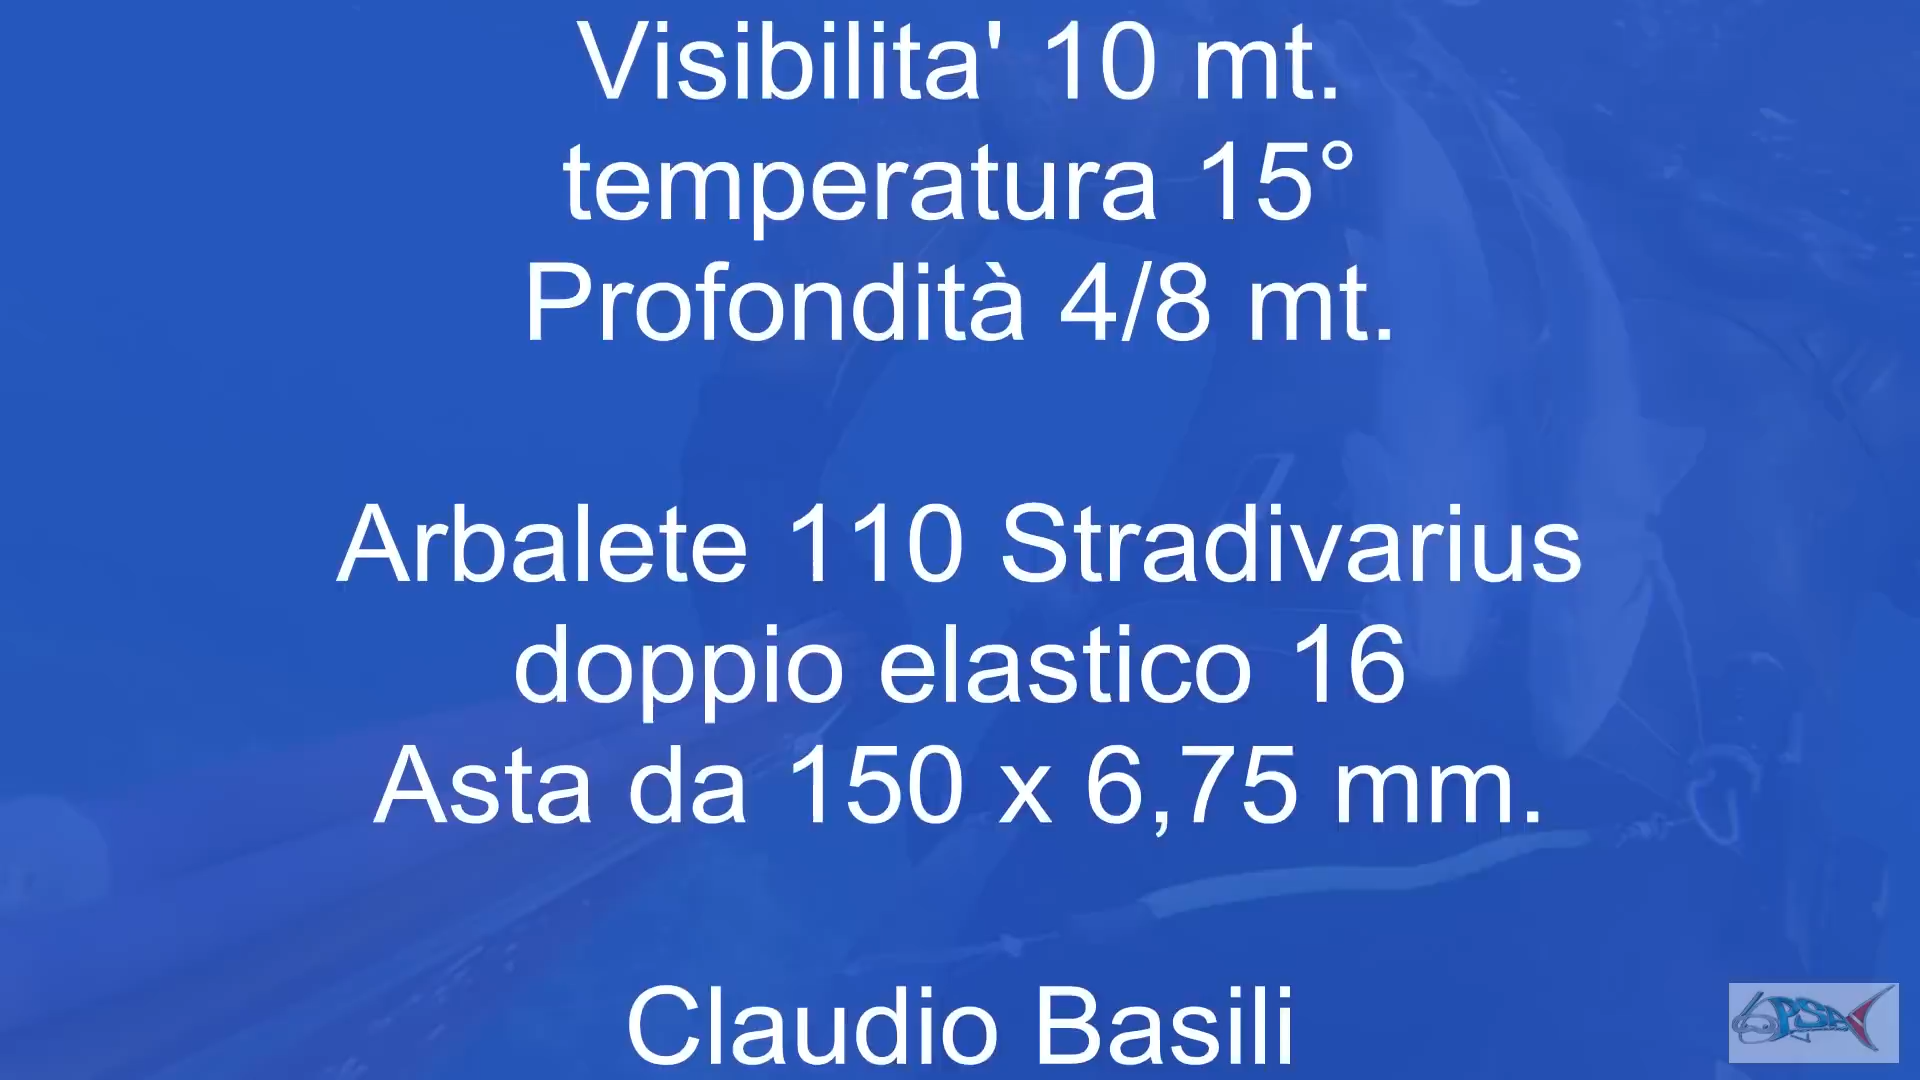 Visibilita' 10 mt.
temperatura 15°
Profondità 4/8 mt.
Arbalete 110 Stradivarius
doppio elastico 16
Asta da 150 x 6,75 mm.
Claudio Basili
PSA